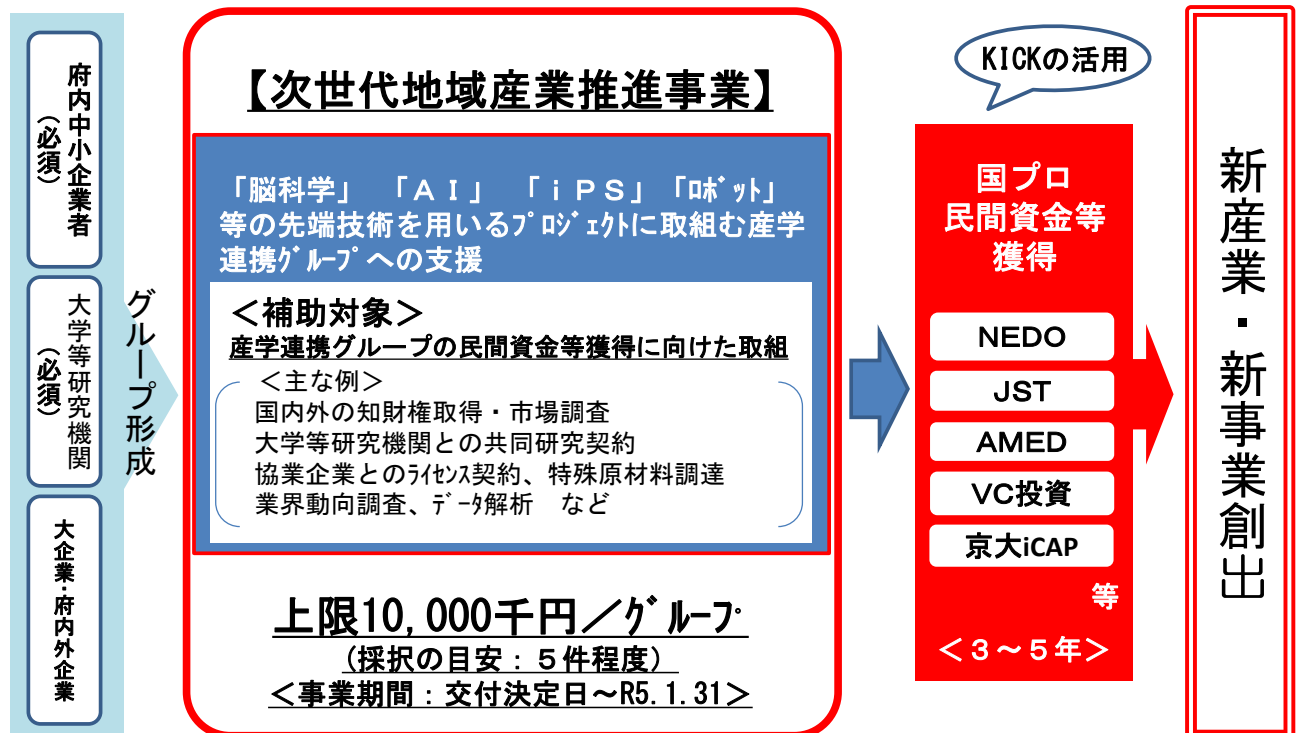 府内中小企業者
（必須）
大学等研究機関
（必須）
大企業・府内外企業
グループ形成
【次世代地域産業推進事業】
「脳科学」　「ＡＩ」　「ｉＰＳ」「ﾛﾎﾞｯﾄ」
等の先端技術を用いるﾌﾟﾛｼﾞｪｸﾄに取組む産学
連携ｸﾞﾙｰﾌﾟへの支援
＜補助対象＞
産学連携グループの民間資金等獲得に向けた取組
＜主な例＞
国内外の知財権取得・市場調査
大学等研究機関との共同研究契約
協業企業とのﾗｲｾﾝｽ契約、特殊原材料調達
業界動向調査、ﾃﾞｰﾀ解析　など
上限10,000千円／ｸﾞﾙｰﾌﾟ
（採択の目安：５件程度）
＜事業期間：交付決定日～R5.1.31＞
KICKの活用
国プロ
民間資金等
獲得
NEDO
JST
AMED
VC投資
京大iCAP
等
＜３～５年＞
新産業・新事業創出